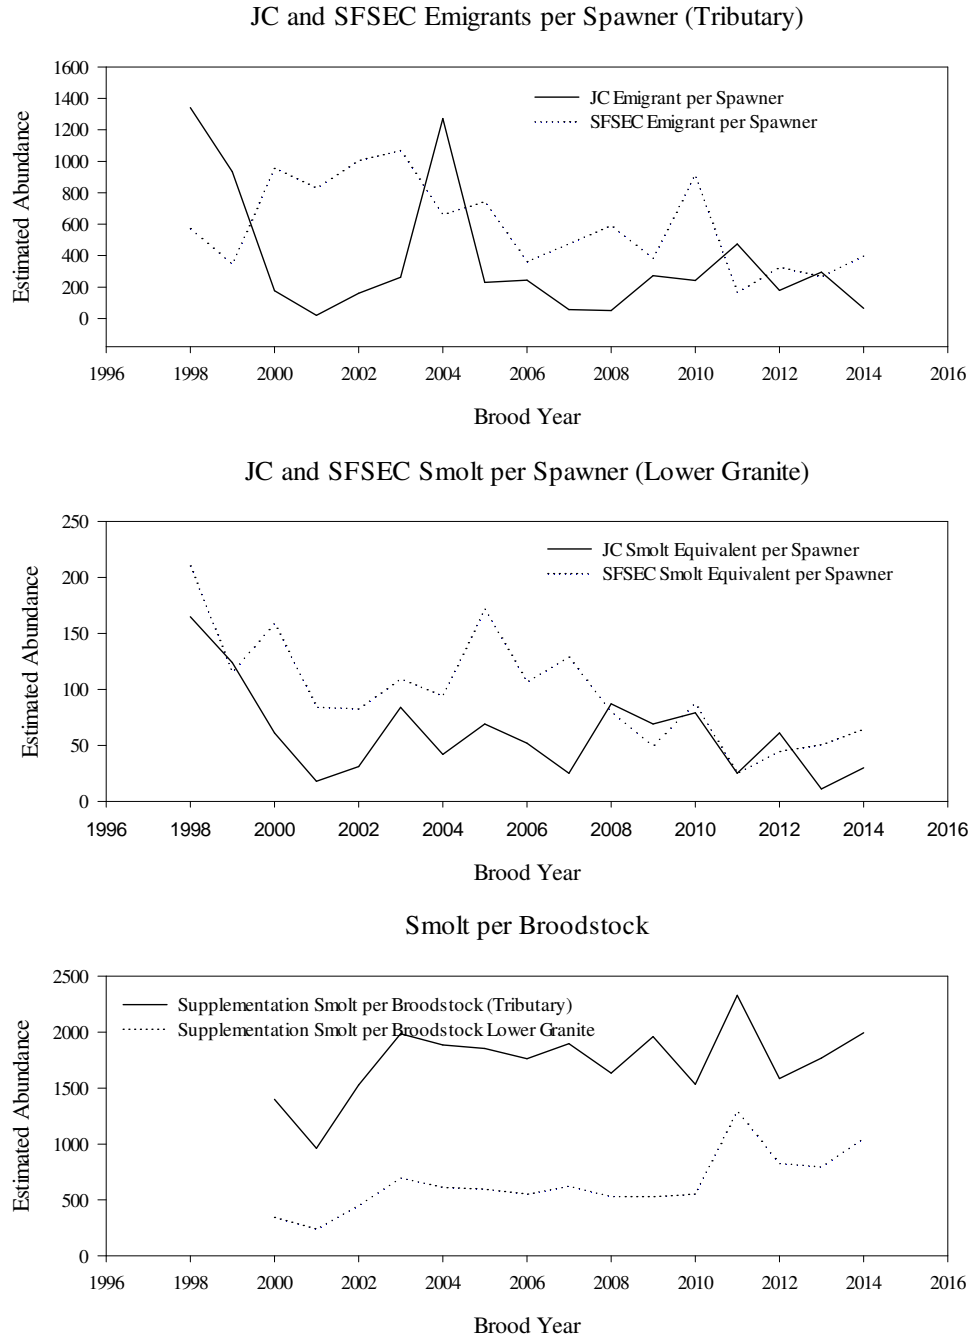 JC and SFSEC Emigrants per Spawner (Tributary)
1600
1400
1200
1000
800
600
400
200
0
Estimated Abundance
JC Emigrant per Spawner
SFSEC Emigrant per Spawner
1996 1998 2000 2002 2004 2006 2008 2010 2012 2014 2016
Brood Year
JC and SFSEC Smolt per Spawner (Lower Granite)
250
200
150
100
50
0
Estimated Abundance
JC Smolt Equivalent per Spawner
SFSEC Smolt Equivalent per Spawner
1996 1998 2000 2002 2004 2006 2008 2010 2012 2014 2016
Brood Year
Smolt per Broodstock
2500
2000
1500
1000
500
0
Estimated Abundance
Supplementation Smolt per Broodstock (Tributary)
Supplementation Smolt per Broodstock Lower Granite
1996 1998 2000 2002 2004 2006 2008 2010 2012 2014 2016
Brood Year